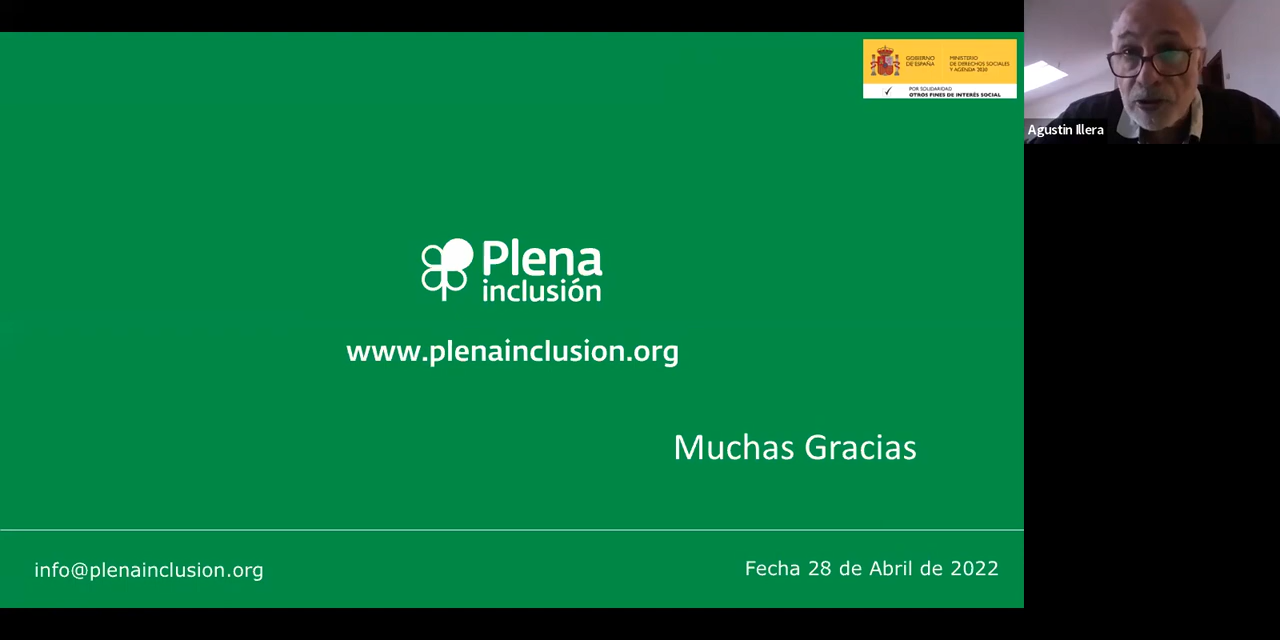 GOBIERNO
DE ESPAÑA
MINISTERIO
DE DERECHOS SOCIALES
Y AGENDA 2030
POR SOLIDARIDAD
OTROS FINES DE INTERÉS SOCIAL
Agustin Illera
Plena
inclusión
www.plenainclusion.org
Muchas Gracias
info@plenainclusion.org
Fecha 28 de Abril de 2022